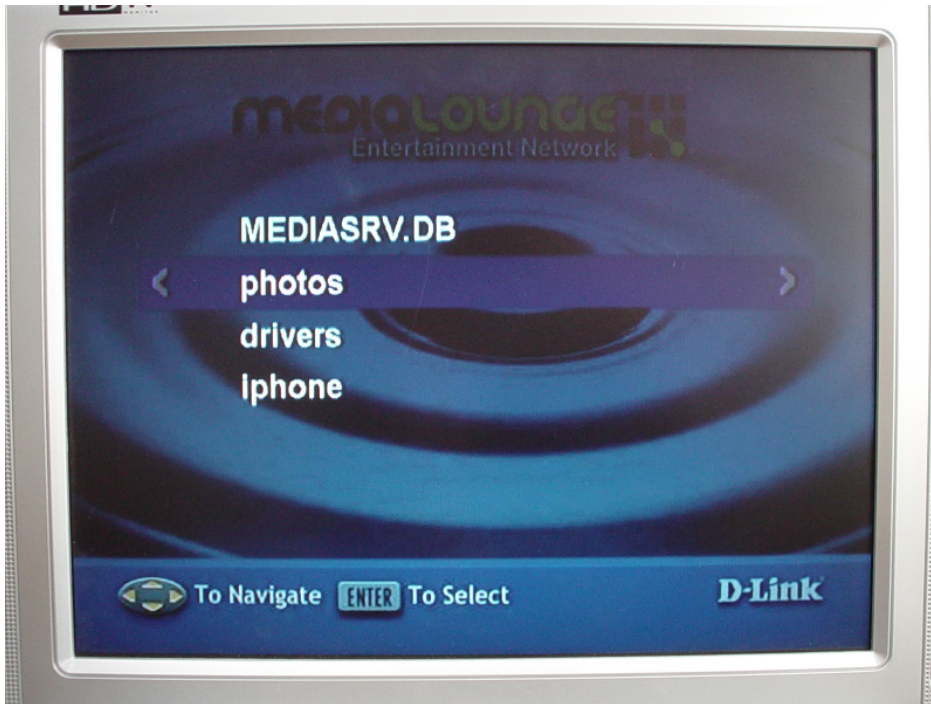 MEDIALOUNGE
Entertainment Network
MEDIASRV.DB
photos
drivers
iphone
To Navigate ENTER To Select
D-Link